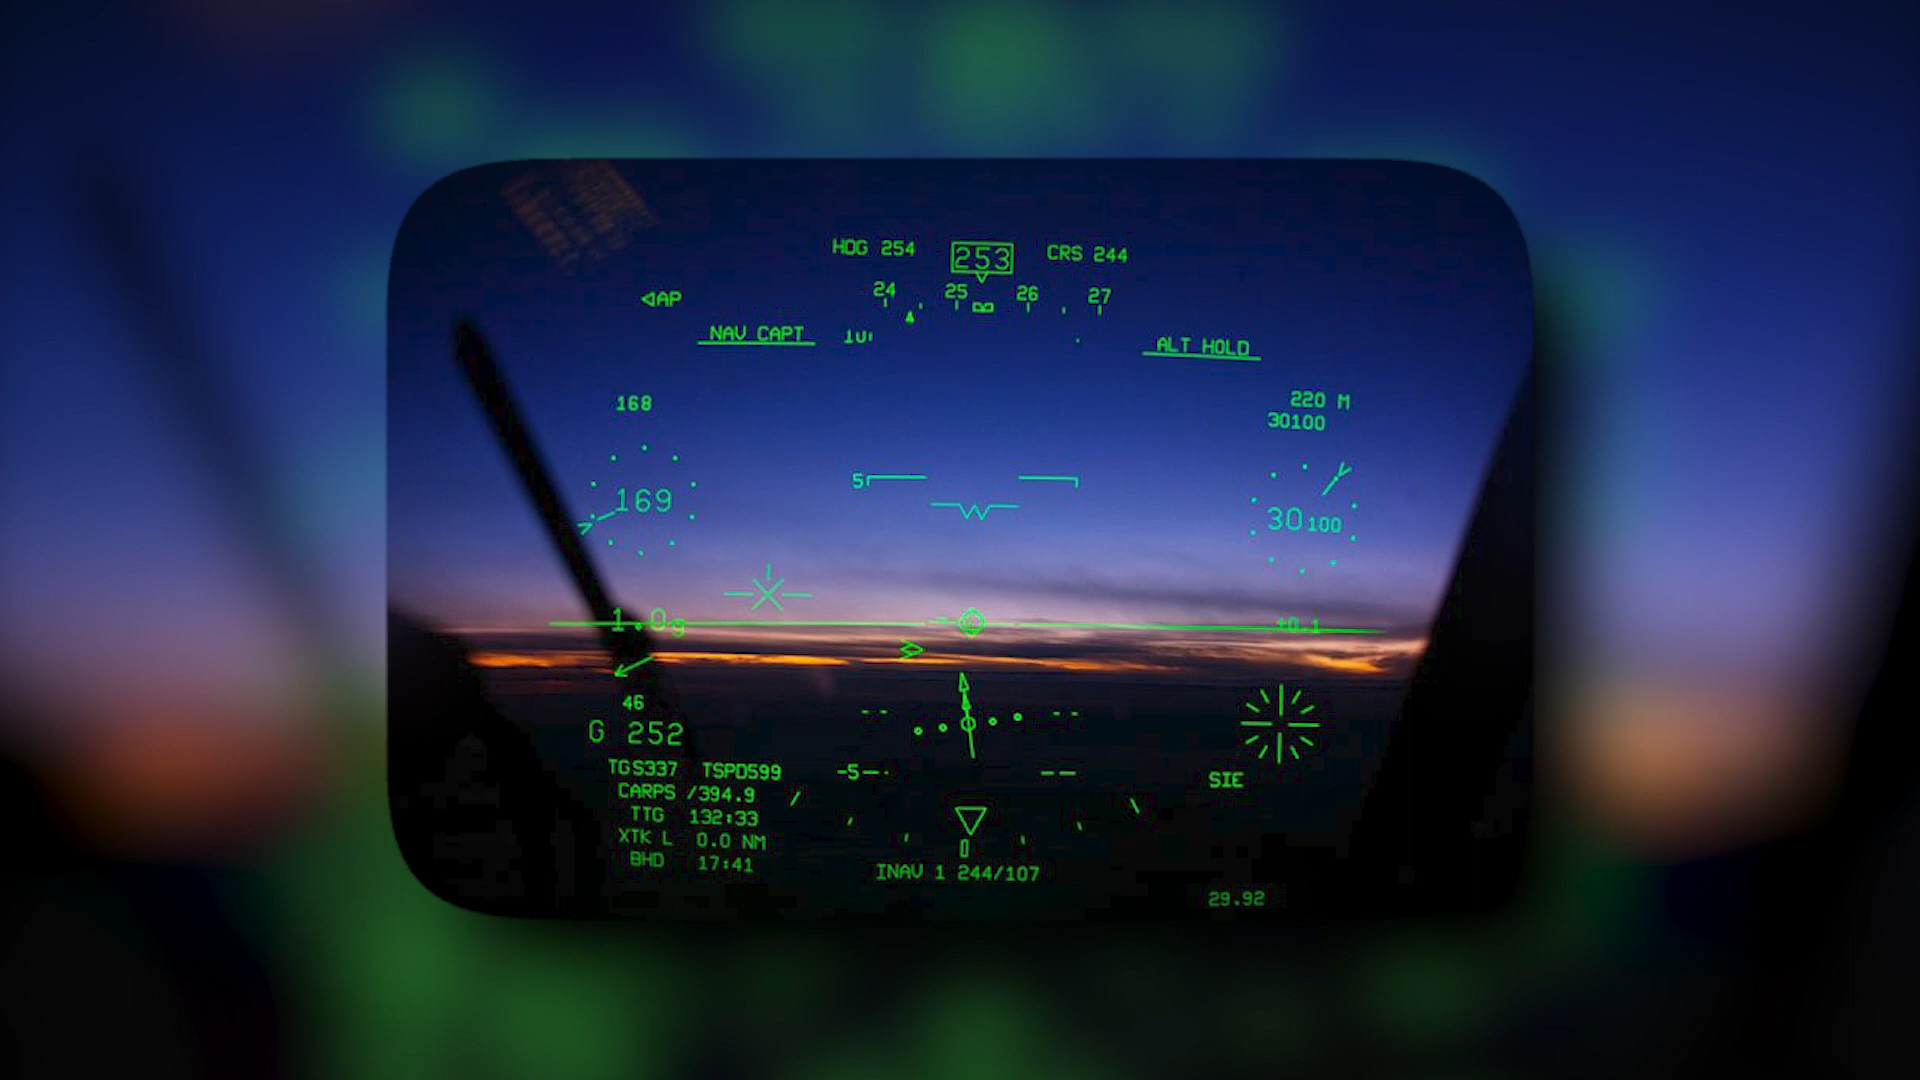 HDG 254 253 CRS 244
24 25 26 27
◁AP
NAV CAPT
ALT HOLD
168
220 M
30100
5
169
30100
1.0g
46
G 252
TGS337 TSPD599
-5
SIE
CARPS /394.9
TTG 132:33
XTK L 0.0 NM
BHD 17:41
INAV 1 244/107
29.92